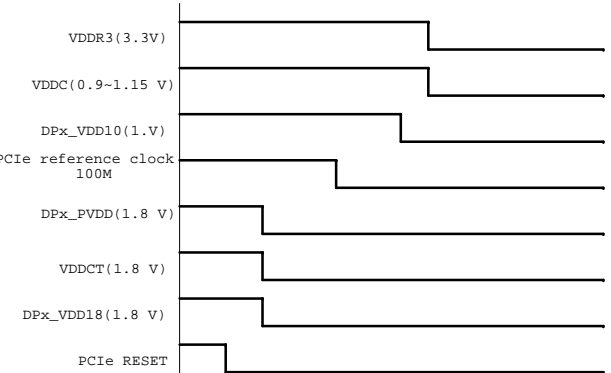 VDDR3(3.3V)
VDDC(0.9~1.15 V)
DPx_VDD10(1.V)
PCIe reference clock
100M
DPx_PVDD(1.8 V)
VDDCT(1.8 V)
DPx_VDD18(1.8 V)
PCIe RESET